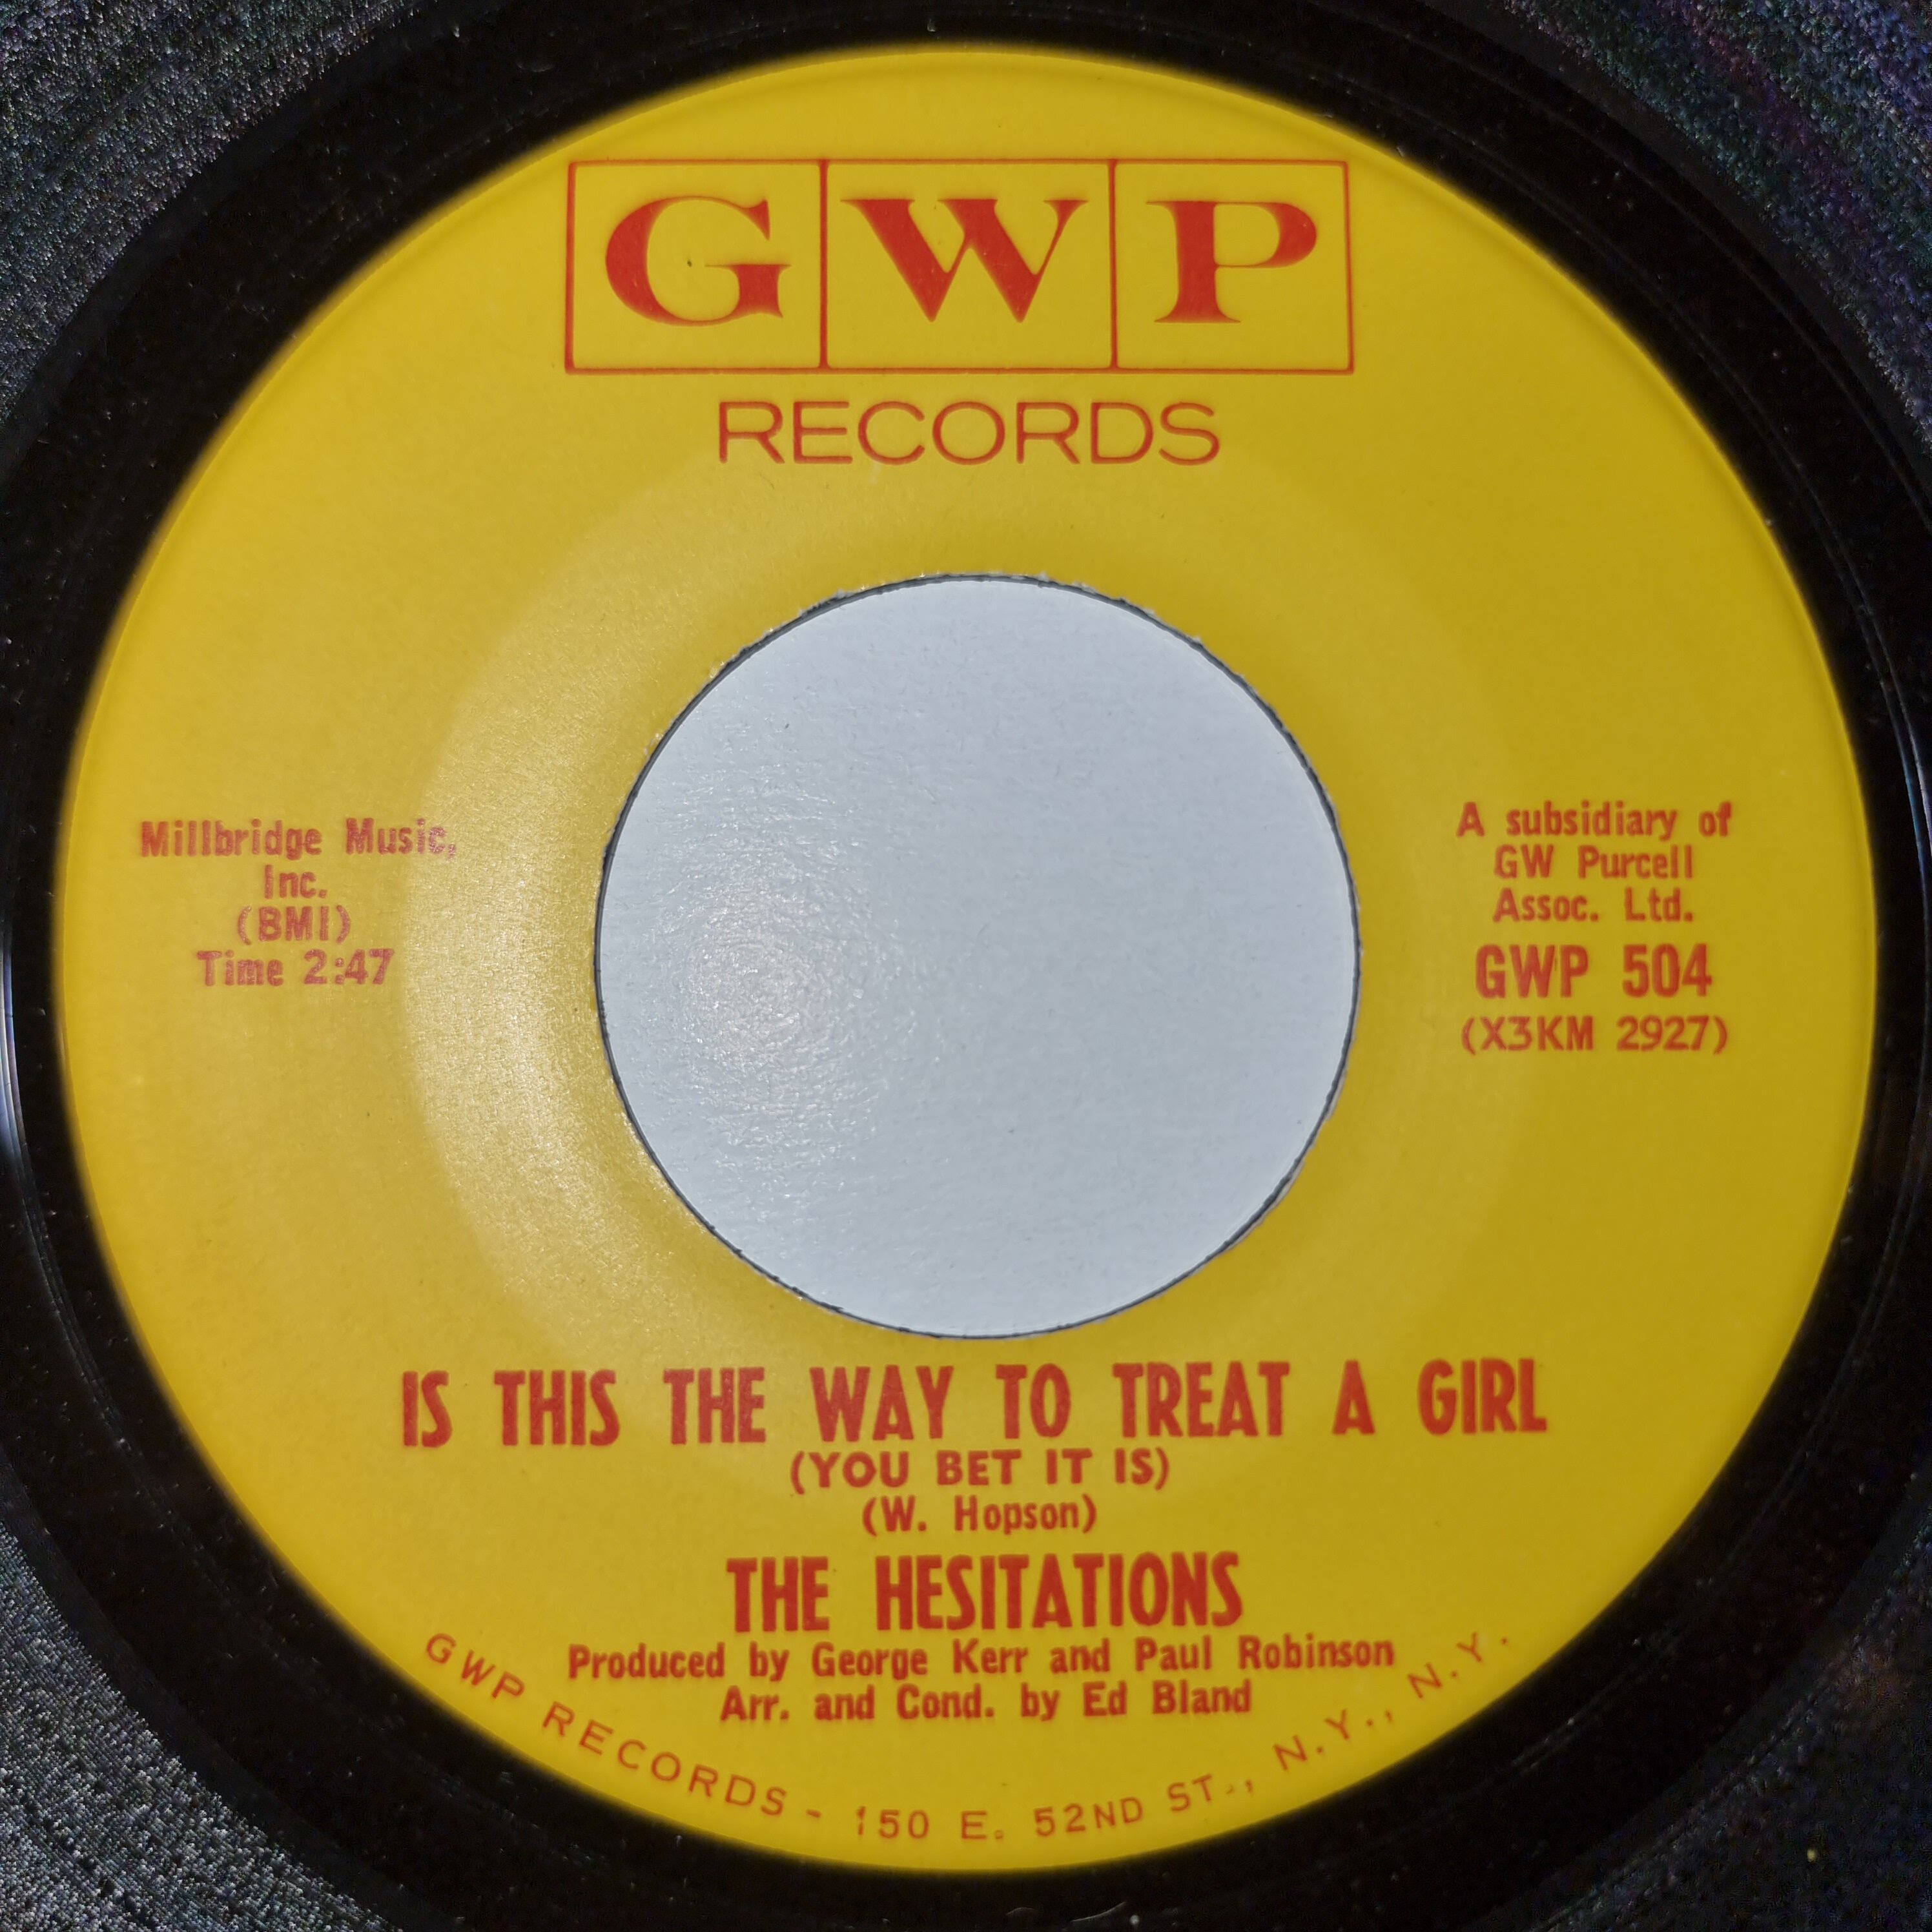 GWP
RECORDS
Millbridge Music,
Inc.
(BMI)
Time 2:47
A subsidiary of
GW Purcell
Assoc. Ltd.
GWP 504
(X3KM 2927)
IS THIS THE WAY TO TREAT A GIRL
(YOU BET IT IS)
(W. Hopson)
THE HESITATIONS
Produced by George Kerr and Paul Robinson
Arr. and Cond. by Ed Bland
GWP RECORDS - 150 E. 52ND ST., N.Y., N.Y.